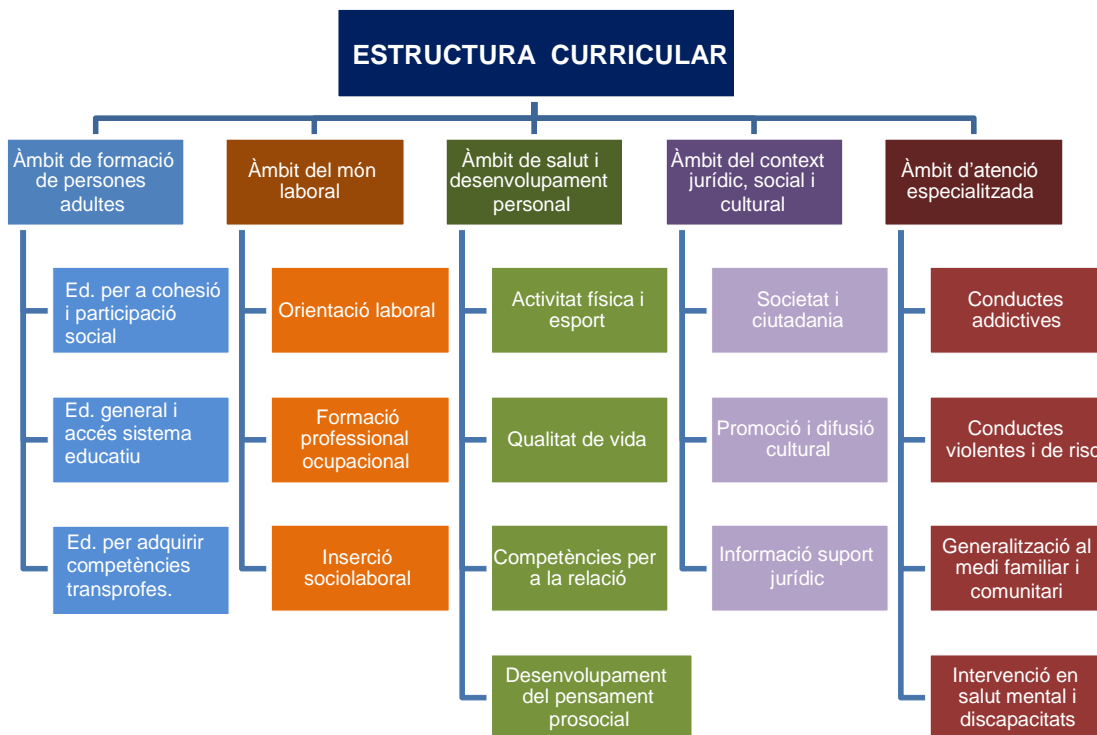 ESTRUCTURA CURRICULAR
Àmbit de formació
de persones
adultes
Àmbit del món
laboral
Àmbit de salut i
desenvolupament
personal
Àmbit del context
jurídic, social i
cultural
Àmbit d'atenció
especialitzada
Ed. per a cohesió
i participació
social
Ed. general i
accés sistema
educatiu
Ed. per adquirir
competències
transprofes.
Orientació laboral
Formació
professional
ocupacional
Inserció
sociolaboral
Activitat física i
esport
Qualitat de vida
Competències per
a la relació
Desenvolupament
del pensament
prosocial
Societat i
ciutadania
Promoció i difusió
cultural
Informació suport
jurídic
Conductes
addictives
Conductes
violentes i de risc
Generalització al
medi familiar i
comunitari
Intervenció en
salut mental i
discapacitats